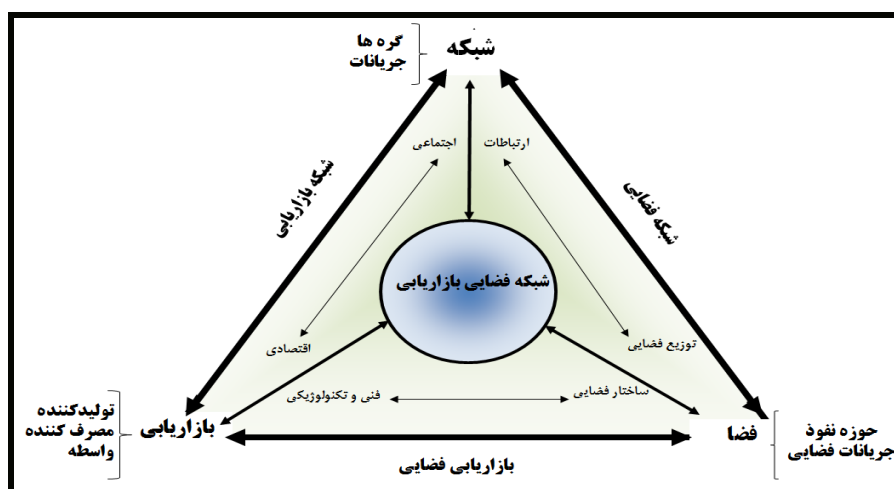 گره ها
جریانات
شبکه
اجتماعی
ارتباطات
شبکه بازاریابی
شبکه فضایی
شبکه فضایی بازاریابی
اقتصادی
توزیع فضایی
فنی و تکنولوژیکی
ساختار فضایی
تولیدکننده
مصرف کننده
واسطه
بازاریابی
فضا
حوزه نفوذ
جریانات فضایی
بازاریابی فضایی